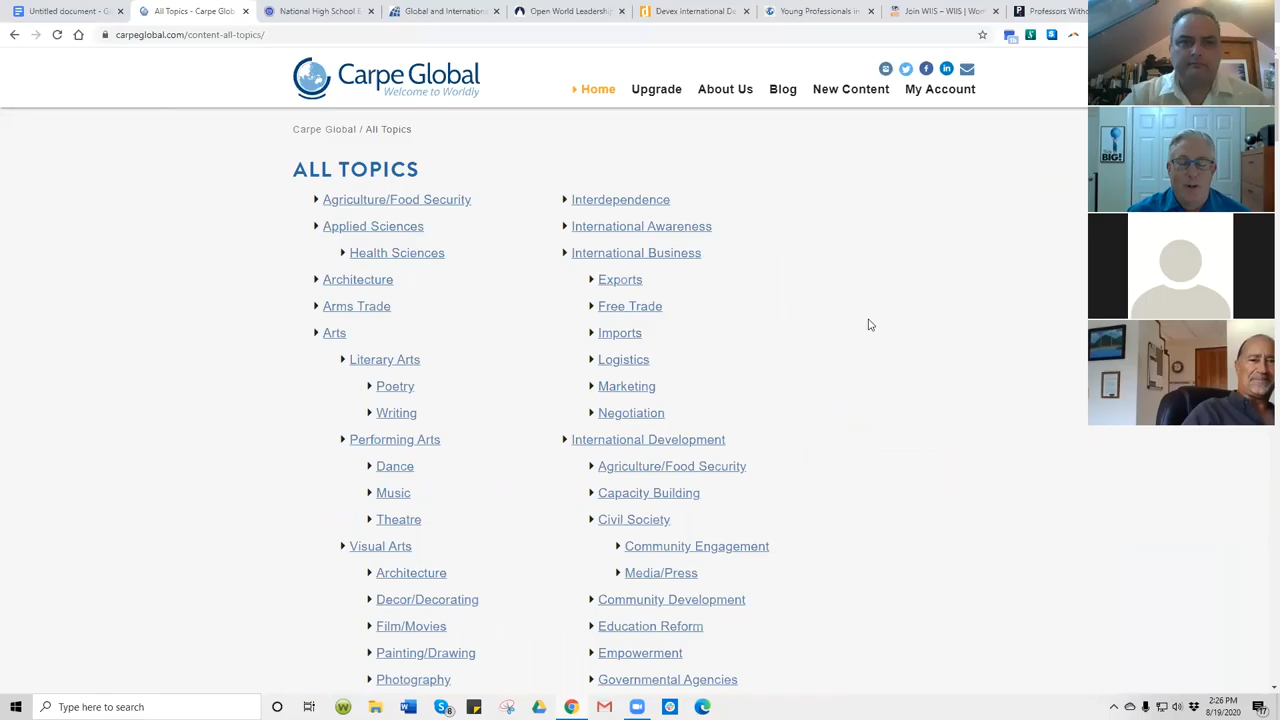 Untitled document - G
All Topics - Carpe Glob
National High School E
Global and Internationa
Open World Leadership
Devex International De
Young Professionals in
Join WIIS – WIIS | Wor
Professors Witho
carpeglobal.com/content-all-topics/
Carpe Global
Welcome to Worldly
Home
Upgrade
About Us
Blog
New Content
My Account
Carpe Global / All Topics
ALL TOPICS
Agriculture/Food Security
Applied Sciences
Health Sciences
Architecture
Arms Trade
Arts
Literary Arts
Poetry
Writing
Performing Arts
Dance
Music
Theatre
Visual Arts
Architecture
Decor/Decorating
Film/Movies
Painting/Drawing
Photography
Interdependence
International Awareness
International Business
Exports
Free Trade
Imports
Logistics
Marketing
Negotiation
International Development
Agriculture/Food Security
Capacity Building
Civil Society
Community Engagement
Media/Press
Community Development
Education Reform
Empowerment
Governmental Agencies
BIG!
Type here to search
2:26 PM
8/19/2020
17